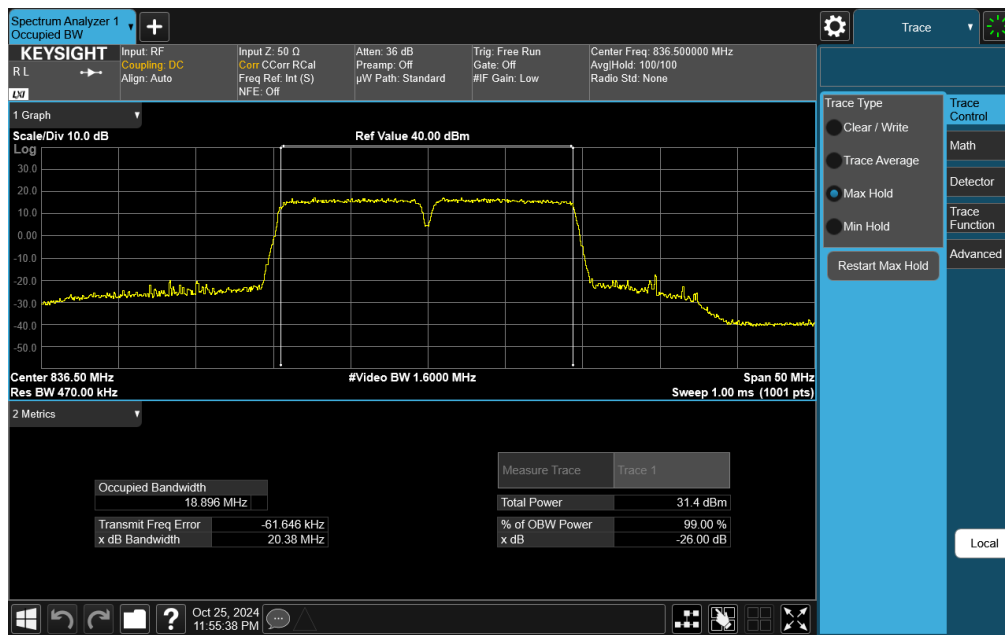 Spectrum Analyzer 1
Occupied BW
Trace
KEYSIGHT
R L
LXI
Input: RF
Coupling: DC
Align: Auto
Input Z: 50 Ω
Corr CCorr RCal
Freq Ref: Int (S)
NFE: Off
Atten: 36 dB
Preamp: Off
µW Path: Standard
Trig: Free Run
Gate: Off
#IF Gain: Low
Center Freq: 836.500000 MHz
Avg|Hold: 100/100
Radio Std: None
1 Graph
Scale/Div 10.0 dB
Ref Value 40.00 dBm
Log
30.0
20.0
10.0
0.00
-10.0
-20.0
-30.0
-40.0
-50.0
Center 836.50 MHz
#Video BW 1.6000 MHz
Span 50 MHz
Res BW 470.00 kHz
Sweep 1.00 ms (1001 pts)
2 Metrics
Measure Trace
Trace 1
Occupied Bandwidth
18.896 MHz
Total Power
31.4 dBm
Transmit Freq Error
-61.646 kHz
% of OBW Power
99.00 %
x dB Bandwidth
20.38 MHz
x dB
-26.00 dB
Trace Type
Clear / Write
Trace Average
Max Hold
Min Hold
Restart Max Hold
Trace
Control
Math
Detector
Trace
Function
Advanced
Local
?
Oct 25, 2024
11:55:38 PM